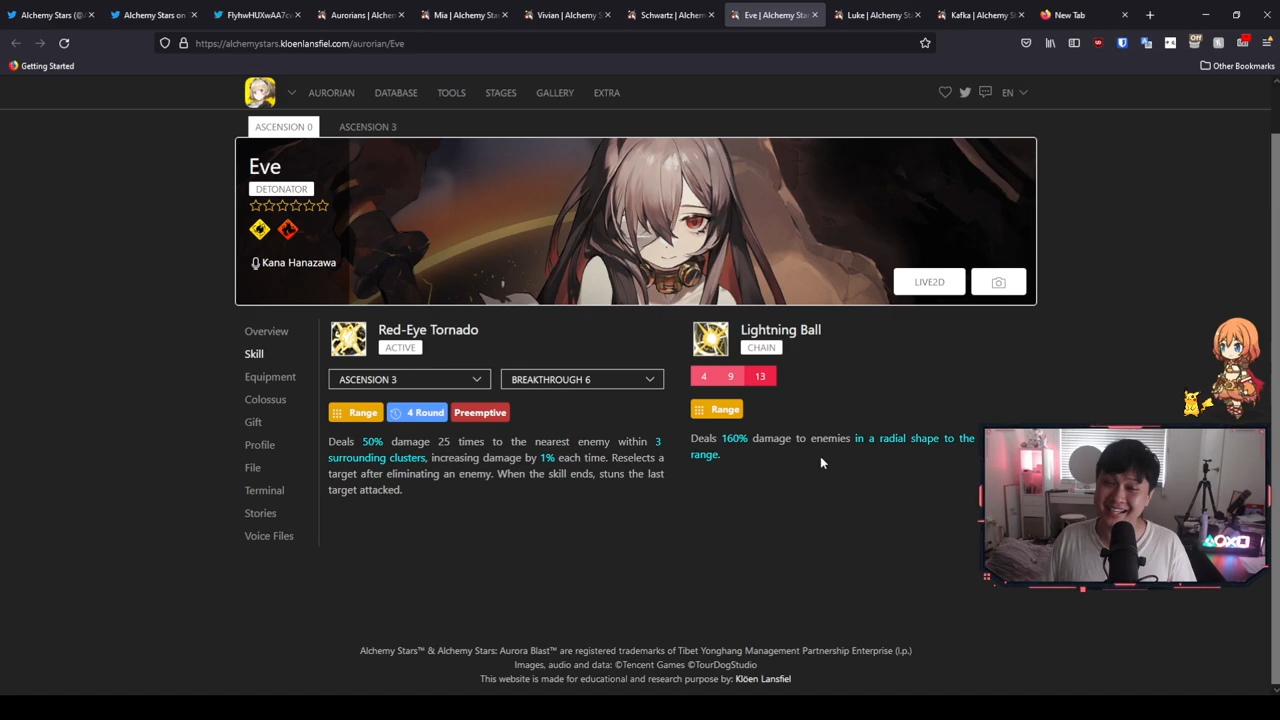 Alchemy Stars (@A
Alchemy Stars on
FlyhwHUXwAA7c
Aurorians | Alchem
Mia | Alchemy Sta
Vivian | Alchemy St
Schwartz | Alchem
Eve | Alchemy Star
Luke | Alchemy Sta
Kafka | Alchemy St
New Tab
https://alchemystars.kloenlansfiel.com/aurorian/Eve
Off
Getting Started
Other Bookmarks
AURORIAN
DATABASE
TOOLS
STAGES
GALLERY
EXTRA
EN
ASCENSION 0
ASCENSION 3
Eve
DETONATOR
Kana Hanazawa
LIVE2D
Overview
Skill
Equipment
Colossus
Gift
Profile
File
Terminal
Stories
Voice Files
Red-Eye Tornado
ACTIVE
ASCENSION 3
BREAKTHROUGH 6
Range
4 Round
Preemptive
Deals 50% damage 25 times to the nearest enemy within 3
surrounding clusters, increasing damage by 1% each time. Reselects a
target after eliminating an enemy. When the skill ends, stuns the last
target attacked.
Lightning Ball
CHAIN
4 9 13
Range
Deals 160% damage to enemies in a radial shape to the
range.
Alchemy Stars™ & Alchemy Stars: Aurora Blast™ are registered trademarks of Tibet Yonghang Management Partnership Enterprise (l.p.)
Images, audio and data: ©Tencent Games ©TourDogStudio
This website is made for educational and research purpose by: Klöen Lansfiel